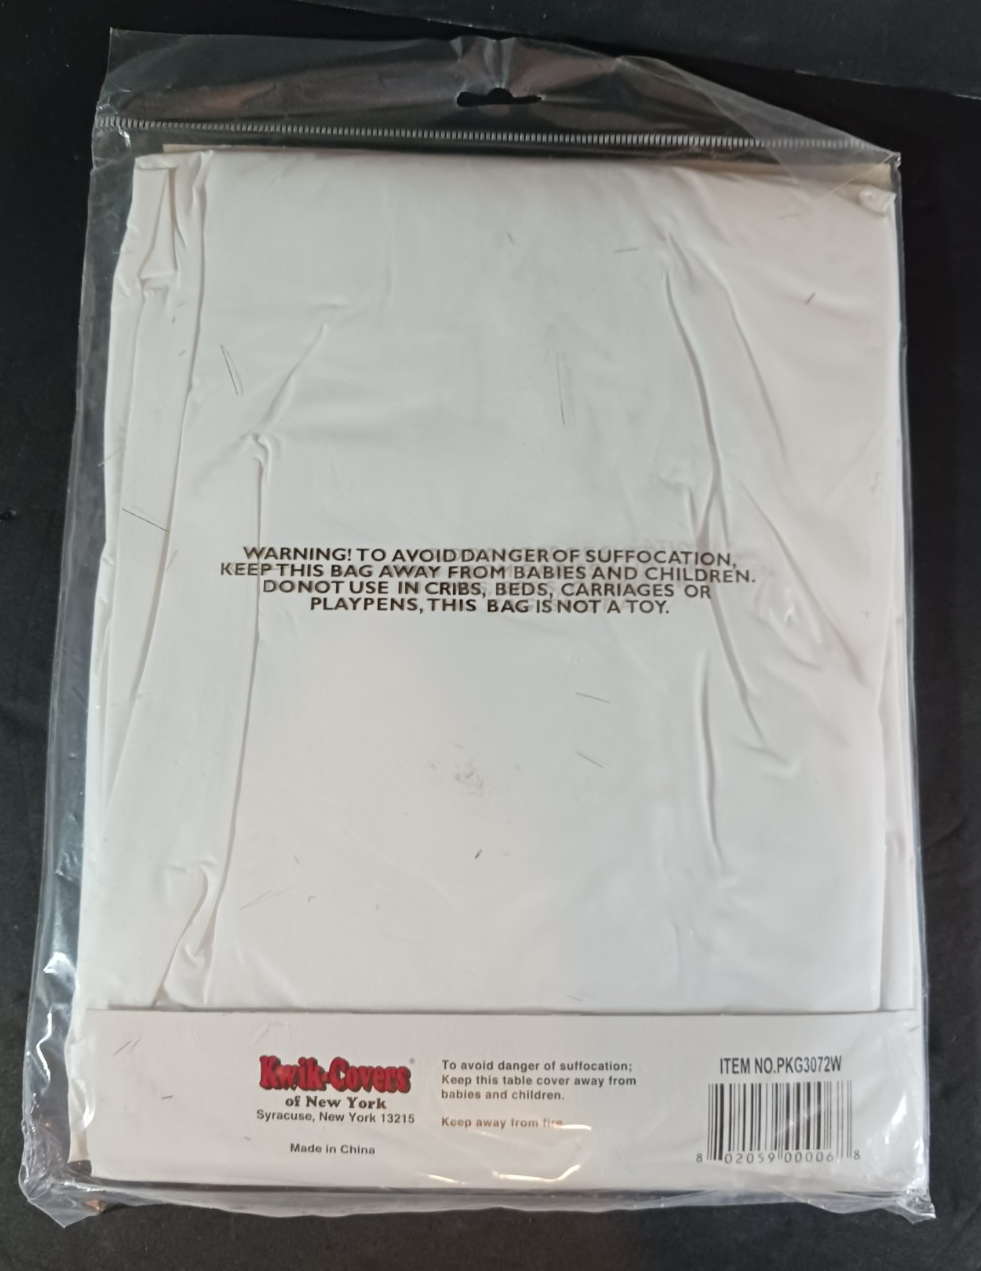 WARNING! TO AVOID DANGER OF SUFFOCATION,
KEEP THIS BAG AWAY FROM BABIES AND CHILDREN.
DO NOT USE IN CRIBS, BEDS, CARRIAGES OR
PLAYPENS, THIS BAG IS NOT A TOY.
Kwik-Covers®
of New York
Syracuse, New York 13215
Made in China
To avoid danger of suffocation;
Keep this table cover away from
babies and children.
Keep away from fire
ITEM NO.PKG3072W
8 02059 00006 8